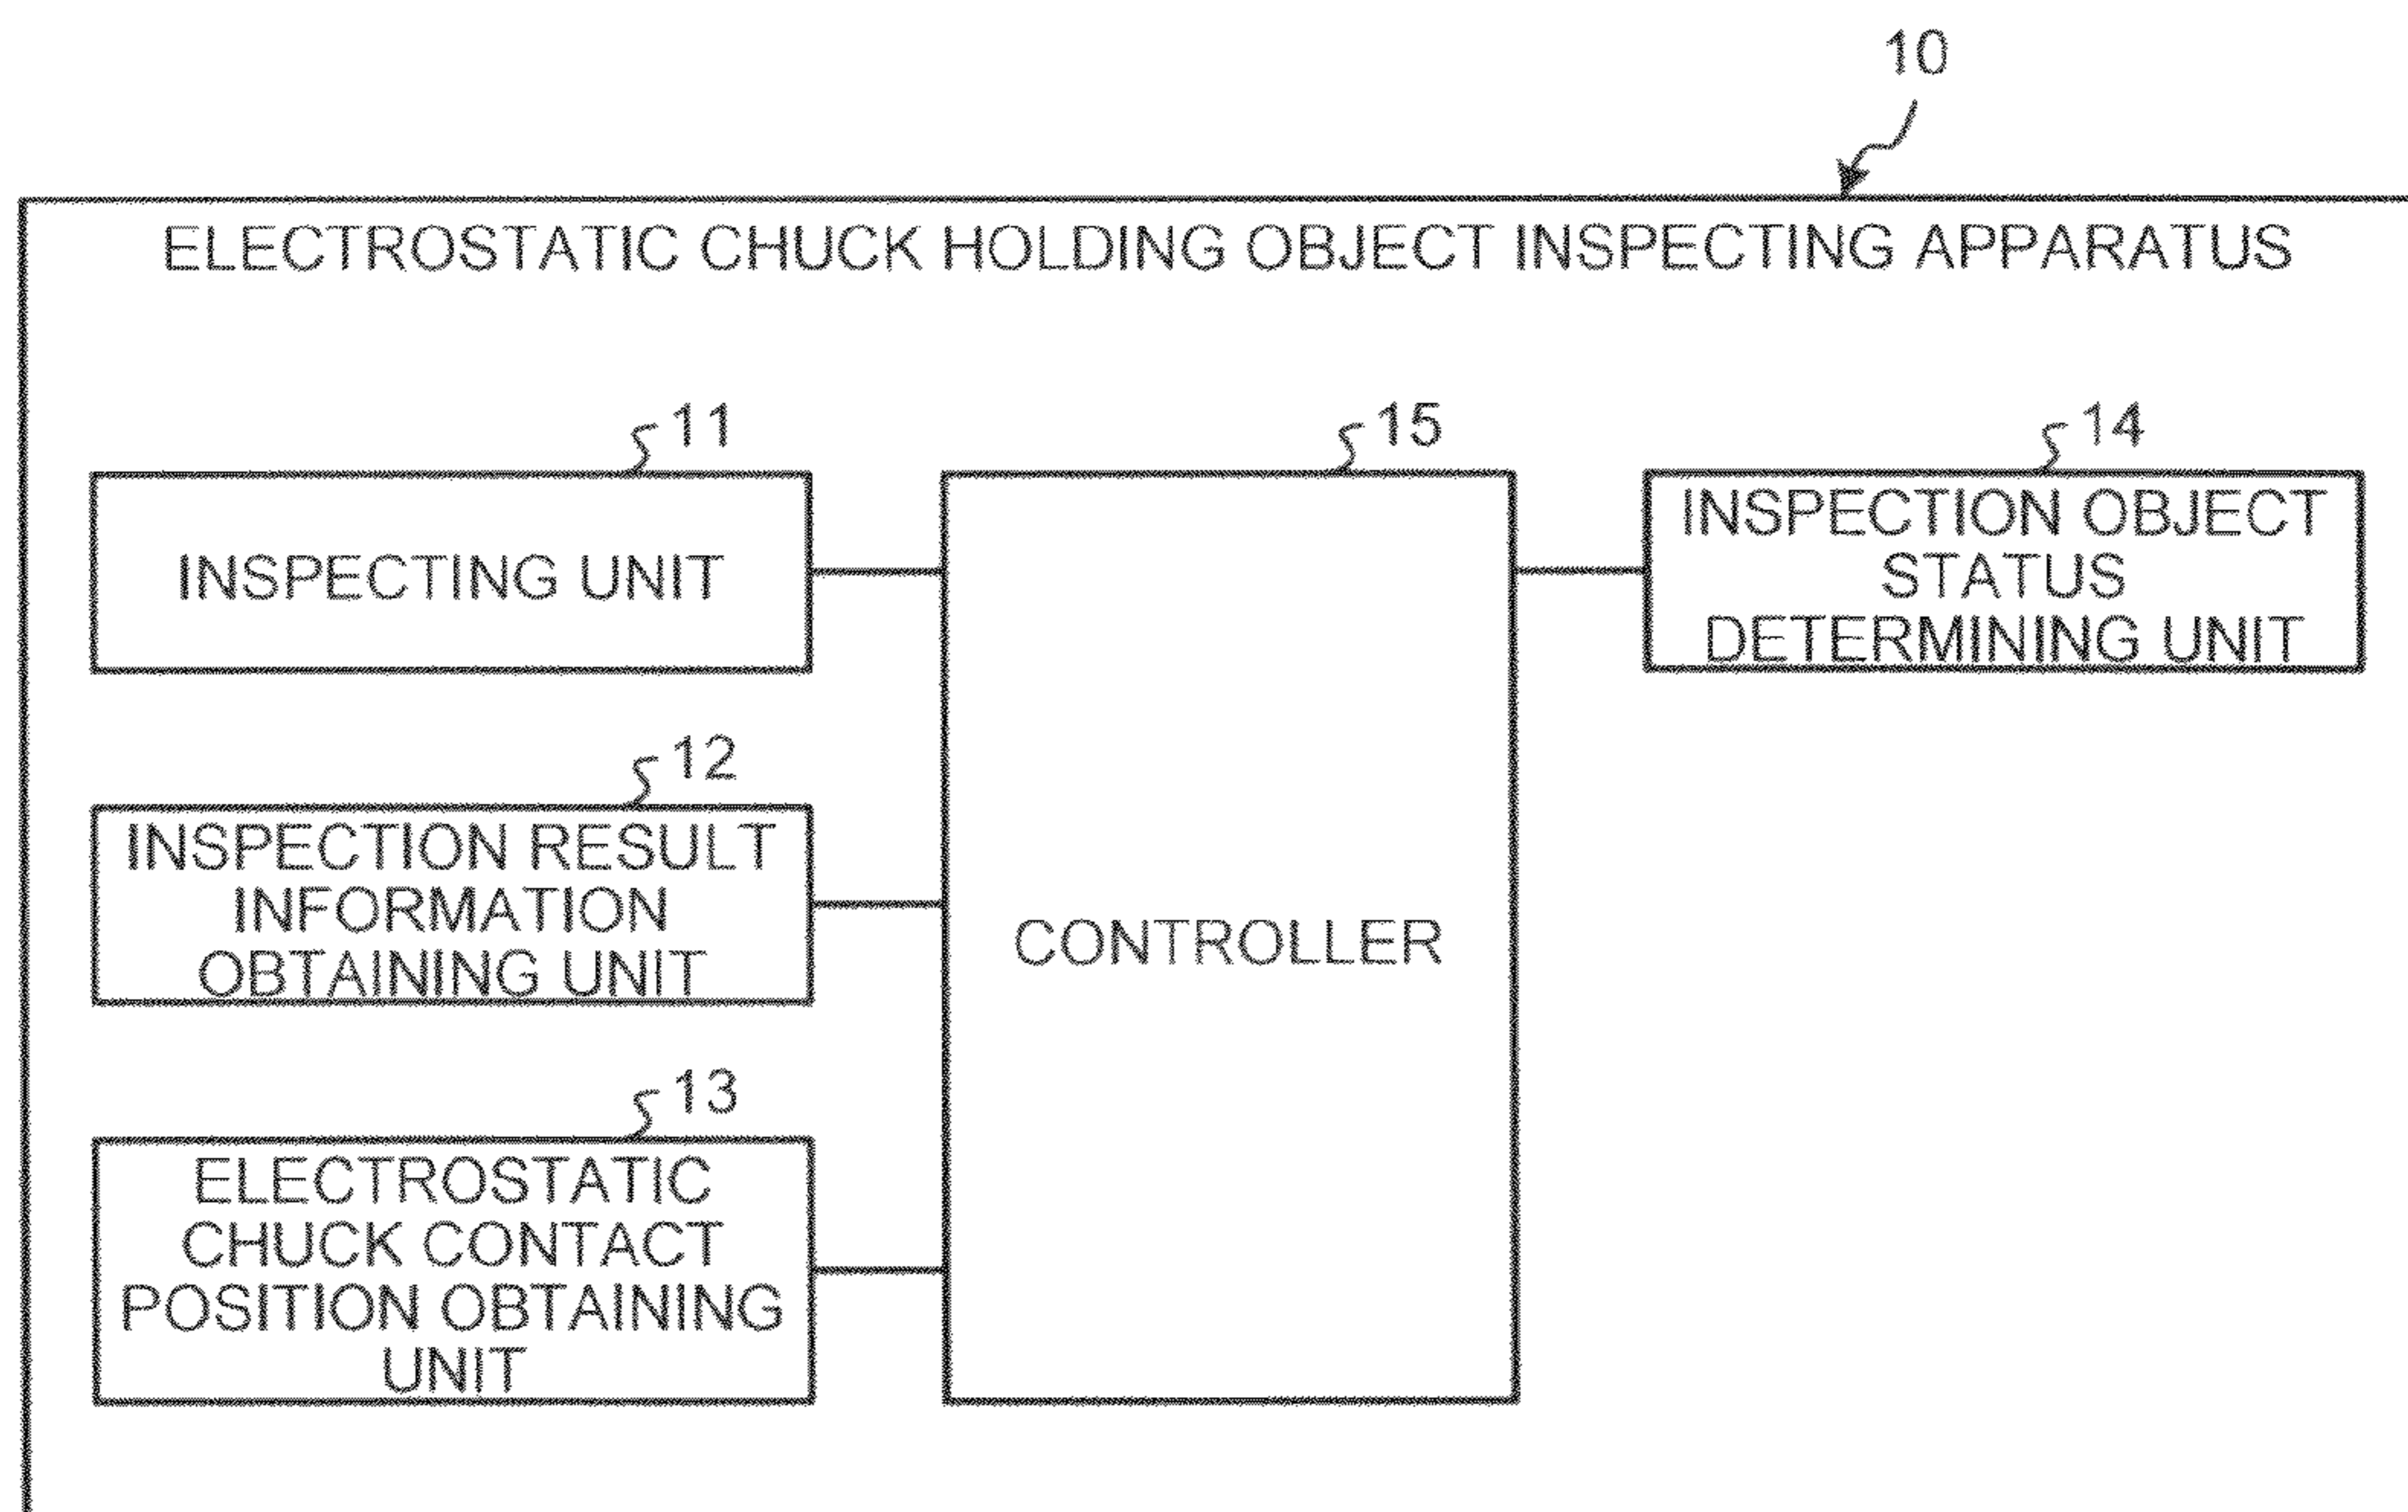 10
ELECTROSTATIC CHUCK HOLDING OBJECT INSPECTING APPARATUS
11
INSPECTING UNIT
12
INSPECTION RESULT
INFORMATION
OBTAINING UNIT
13
ELECTROSTATIC
CHUCK CONTACT
POSITION OBTAINING
UNIT
15
CONTROLLER
14
INSPECTION OBJECT
STATUS
DETERMINING UNIT